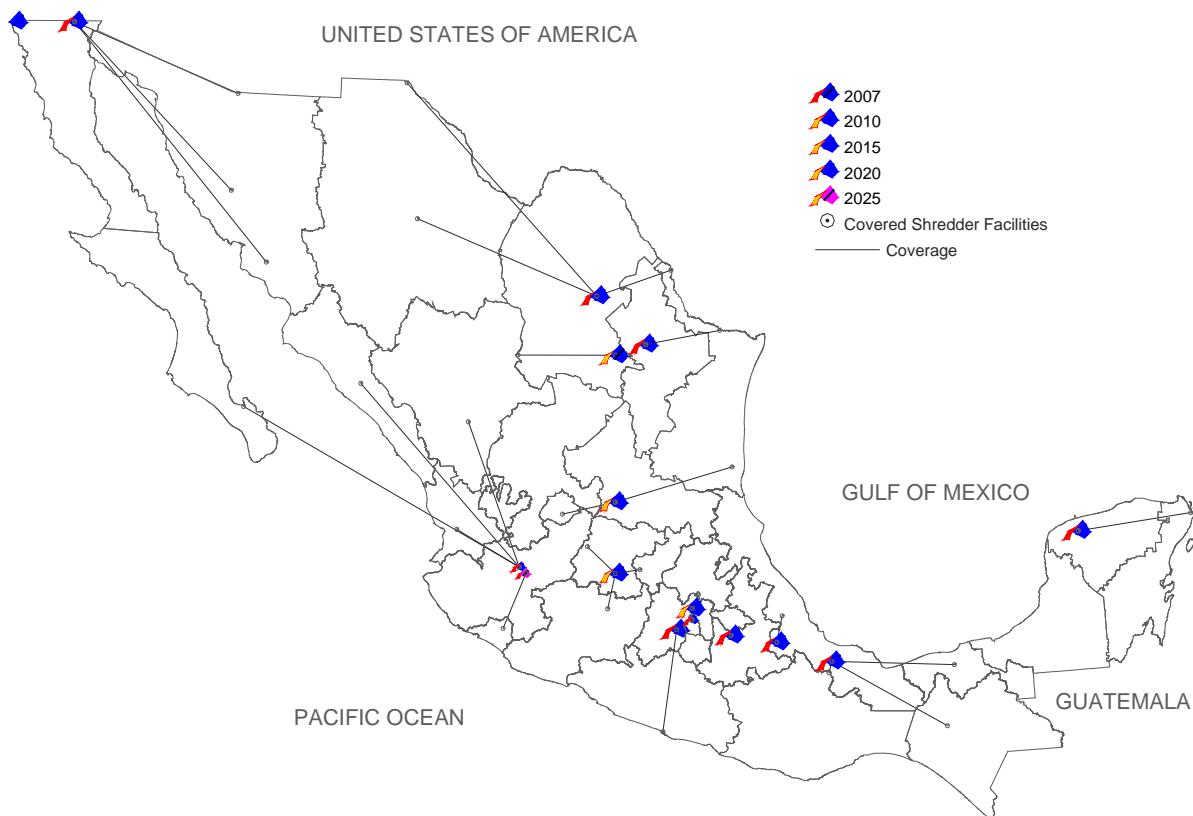 UNITED STATES OF AMERICA
2007
2010
2015
2020
2025
Covered Shredder Facilities
Coverage
GULF OF MEXICO
GUATEMALA
PACIFIC OCEAN